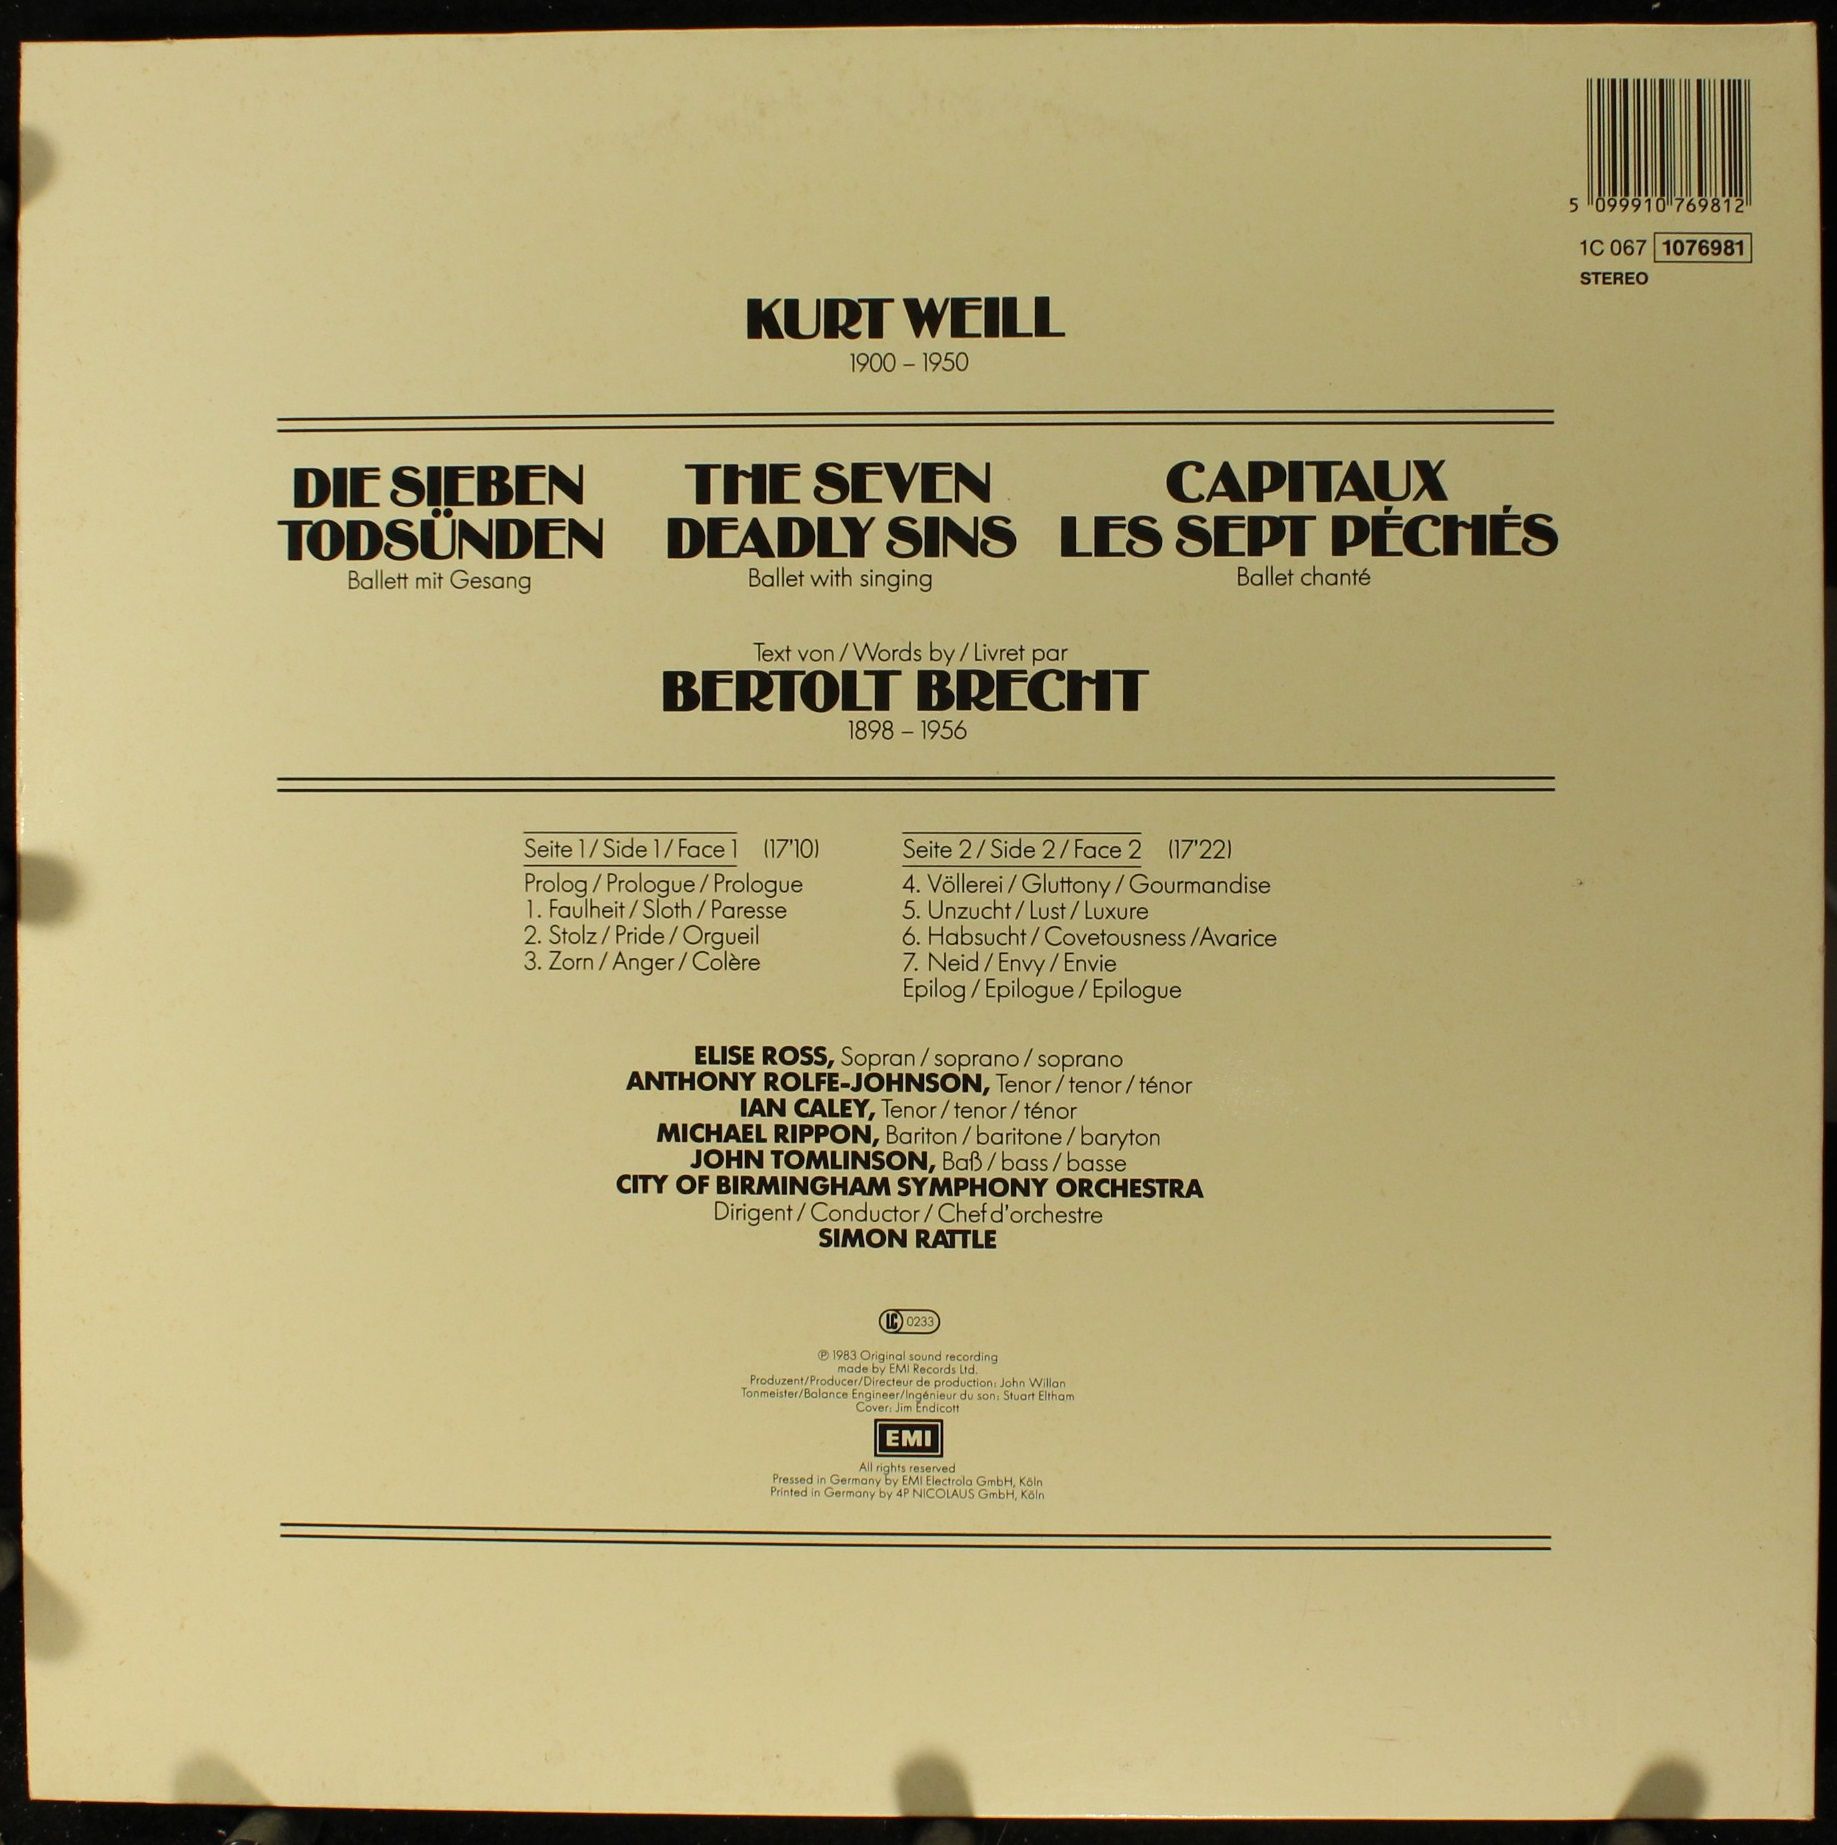 5 099910 769812
1C 067 1076981
STEREO
KURT WEILL
1900 – 1950
DIE SIEBEN
TODSÜNDEN
Ballett mit Gesang
THE SEVEN
DEADLY SINS
Ballet with singing
CAPITAUX
LES SEPT PÉCHÉS
Ballet chanté
Text von / Words by / Livret par
BERTOLT BRECHT
1898 – 1956
Seite 1 / Side 1 / Face 1 (17'10)
Prolog / Prologue / Prologue
1. Faulheit / Sloth / Paresse
2. Stolz / Pride / Orgueil
3. Zorn / Anger / Colère
Seite 2 / Side 2 / Face 2 (17'22)
4. Völlerei / Gluttony / Gourmandise
5. Unzucht / Lust / Luxure
6. Habsucht / Covetousness /Avarice
7. Neid / Envy / Envie
Epilog / Epilogue / Epilogue
ELISE ROSS, Sopran / soprano / soprano
ANTHONY ROLFE-JOHNSON, Tenor / tenor / ténor
IAN CALEY, Tenor / tenor / ténor
MICHAEL RIPPON, Bariton / baritone / baryton
JOHN TOMLINSON, Baß / bass / basse
CITY OF BIRMINGHAM SYMPHONY ORCHESTRA
Dirigent / Conductor / Chef d'orchestre
SIMON RATTLE
LC 0233
℗ 1983 Original sound recording
made by EMI Records Ltd.
Produzent/Producer/Directeur de production: John Willan
Tonmeister/Balance Engineer/Ingénieur du son: Stuart Eltham
Cover: Jim Endicott
EMI
All rights reserved
Pressed in Germany by EMI Electrola GmbH, Köln
Printed in Germany by 4P NICOLAUS GmbH, Köln